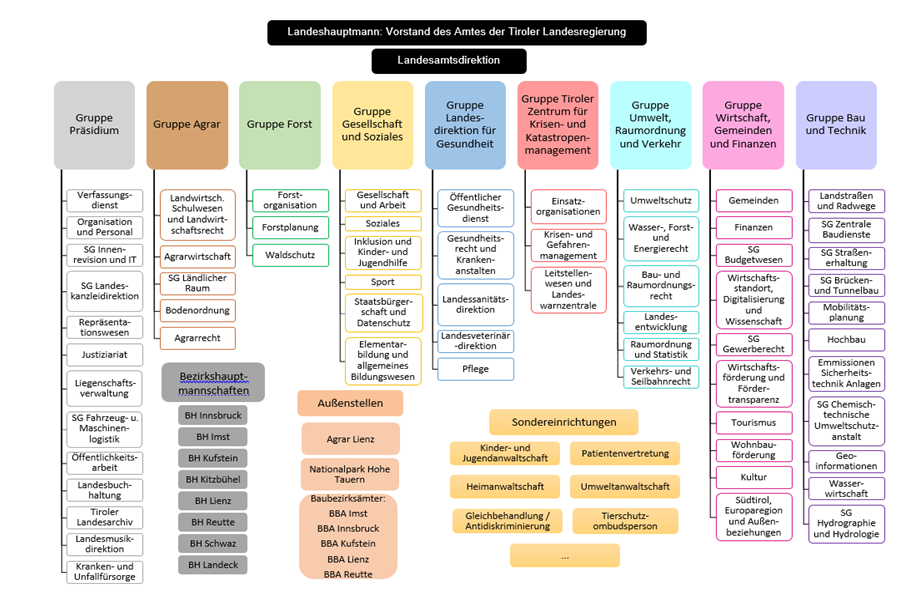 Landeshauptmann: Vorstand des Amtes der Tiroler Landesregierung
Landesamtsdirektion
Gruppe
Präsidium
Gruppe Agrar
Gruppe Forst
Gruppe
Gesellschaft
und Soziales
Gruppe
Landes-
direktion für
Gesundheit
Gruppe Tiroler
Zentrum für
Krisen- und
Katastropen-
management
Gruppe
Umwelt,
Raumordnung
und Verkehr
Gruppe
Wirtschaft,
Gemeinden
und Finanzen
Gruppe Bau
und Technik
Verfassungs-
dienst
Organisation
und Personal
SG Innen-
revision und IT
SG Landes-
kanzleidirektion
Repräsenta-
tionswesen
Justiziariat
Liegenschafts-
verwaltung
SG Fahrzeug- u.
Maschinen-
logistik
Öffentlichkeits-
arbeit
Landesbuch-
haltung
Tiroler
Landesarchiv
Landesmusik-
direktion
Kranken- und
Unfallfürsorge
Landwirtsch.
Schulwesen
und Landwirt-
schaftsrecht
Agrarwirtschaft
SG Ländlicher
Raum
Bodenordnung
Agrarrecht
Forst-
organisation
Forstplanung
Waldschutz
Gesellschaft
und Arbeit
Soziales
Inklusion und
Kinder- und
Jugendhilfe
Sport
Staatsbürger-
schaft und
Datenschutz
Elementar-
bildung und
allgemeines
Bildungswesen
Öffentlicher
Gesundheits-
dienst
Gesundheits-
recht und
Kranken-
anstalten
Landessanitäts-
direktion
Landesveterinär
-direktion
Pflege
Einsatz-
organisationen
Krisen- und
Gefahren-
management
Leitstellen-
wesen und
Landes-
warnzentrale
Umweltschutz
Wasser-, Forst-
und
Energierecht
Bau- und
Raumordnungs-
recht
Landes-
entwicklung
Raumordnung
und Statistik
Verkehrs- und
Seilbahnrecht
Gemeinden
Finanzen
SG
Budgetwesen
Wirtschafts-
standort,
Digitalisierung
und
Wissenschaft
SG
Gewerberecht
Wirtschafts-
förderung und
Förder-
transparenz
Tourismus
Wohnbau-
förderung
Kultur
Südtirol,
Europaregion
und Außen-
beziehungen
Landstraßen
und Radwege
SG Zentrale
Baudienste
SG Straßen-
erhaltung
SG Brücken-
und Tunnelbau
Mobilitäts-
planung
Hochbau
Emmissionen
Sicherheits-
technik Anlagen
SG Chemisch-
technische
Umweltschutz-
anstalt
Geo-
informationen
Wasser-
wirtschaft
SG
Hydrographie
und Hydrologie
Bezirkshaupt-
mannschaften
BH Innsbruck
BH Imst
BH Kufstein
BH Kitzbühel
BH Lienz
BH Reutte
BH Schwaz
BH Landeck
Außenstellen
Agrar Lienz
Nationalpark Hohe
Tauern
Baubezirksämter:
BBA Imst
BBA Innsbruck
BBA Kufstein
BBA Lienz
BBA Reutte
Sondereinrichtungen
Kinder- und
Jugendanwaltschaft
Patientenvertretung
Heimanwaltschaft
Umweltanwaltschaft
Gleichbehandlung /
Antidiskriminierung
Tierschutz-
ombudsperson
...